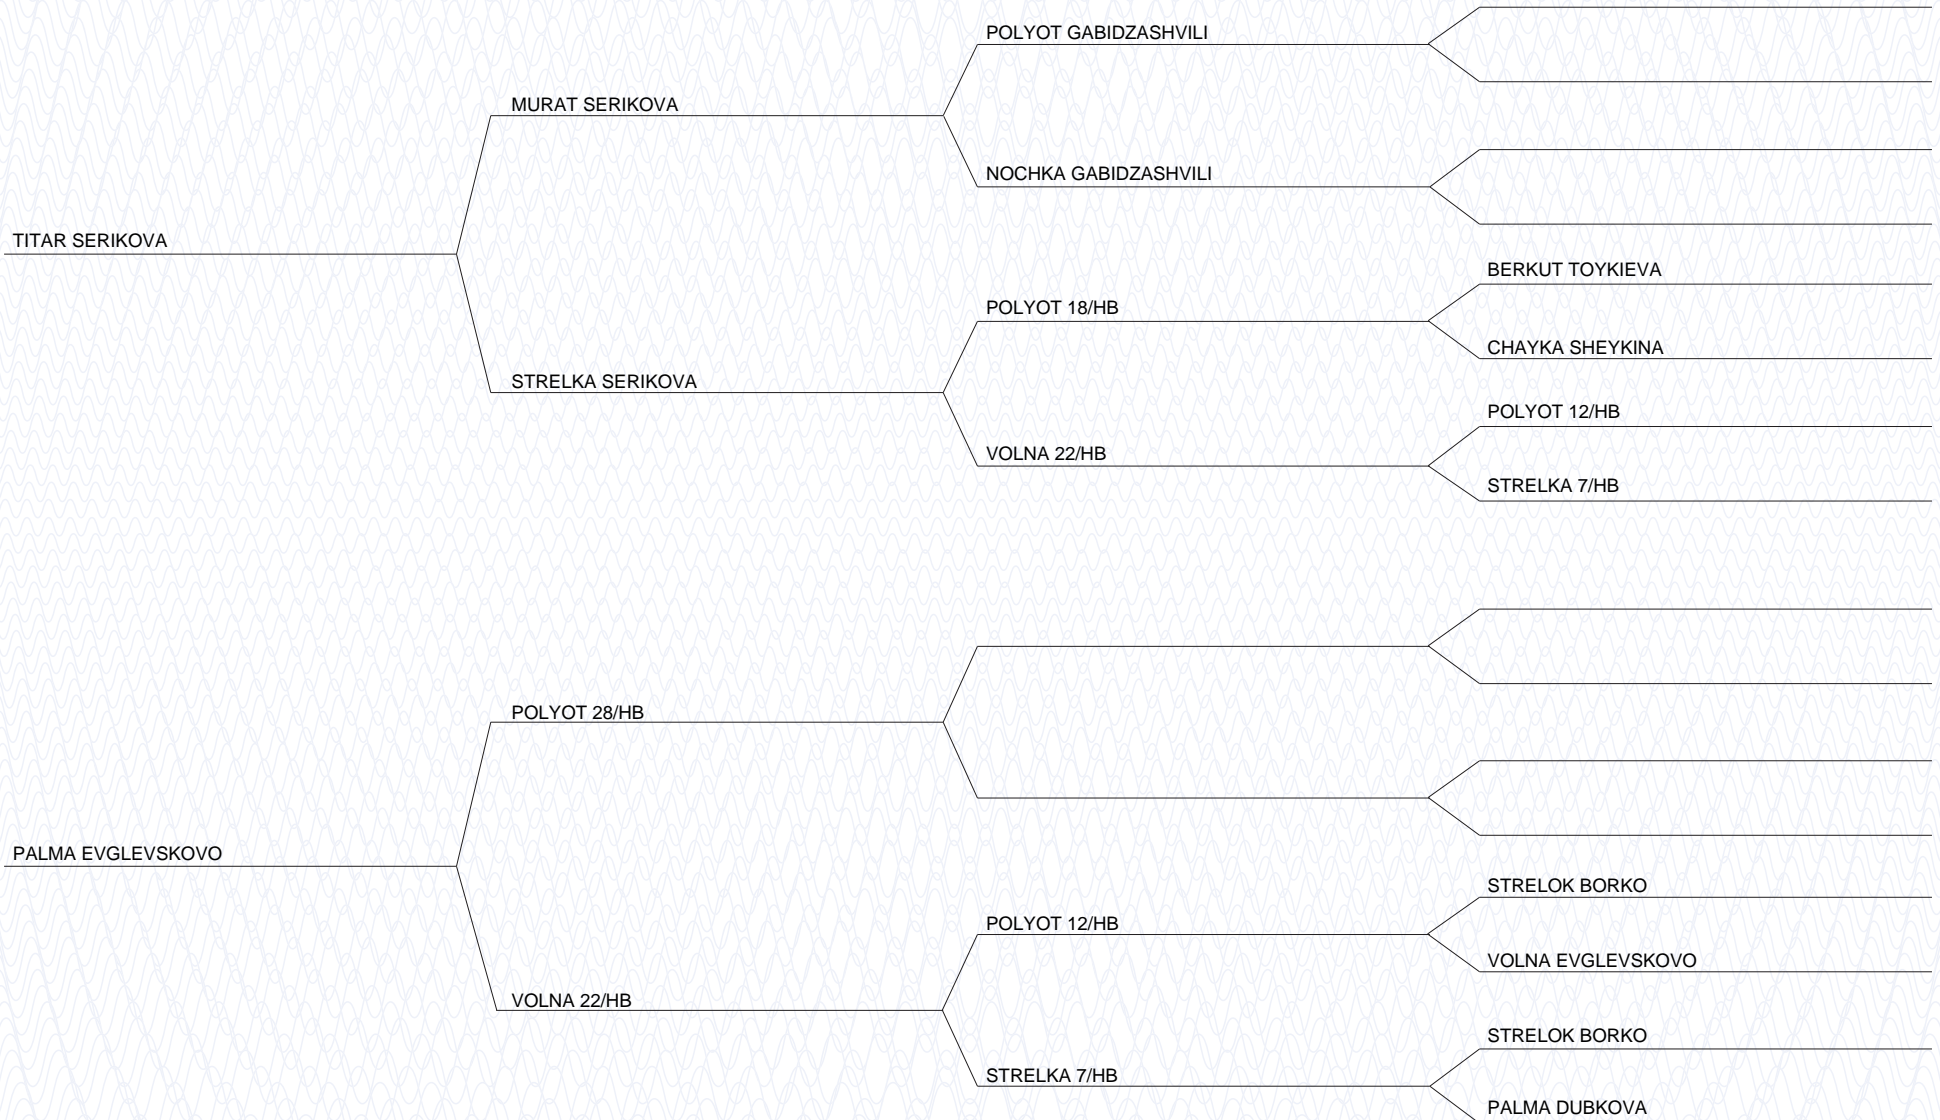 POLYOT GABIDZASHVILI
MURAT SERIKOVA
NOCHKA GABIDZASHVILI
TITAR SERIKOVA
BERKUT TOYKIEVA
POLYOT 18/HB
CHAYKA SHEYKINA
STRELKA SERIKOVA
POLYOT 12/HB
VOLNA 22/HB
STRELKA 7/HB
POLYOT 28/HB
PALMA EVGLEVSKOVO
STRELOK BORKO
POLYOT 12/HB
VOLNA EVGLEVSKOVO
VOLNA 22/HB
STRELOK BORKO
STRELKA 7/HB
PALMA DUBKOVA